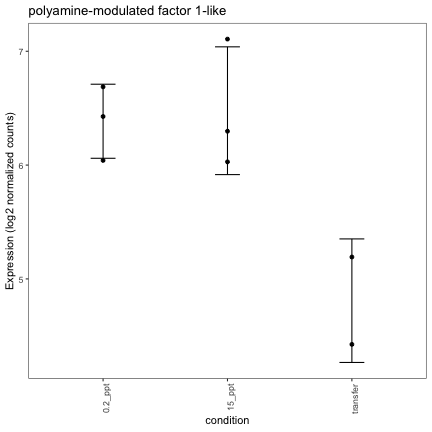 polyamine-modulated factor 1-like
Expression (log2 normalized counts)
7
6
5
0.2_ppt
15_ppt
transfer
condition